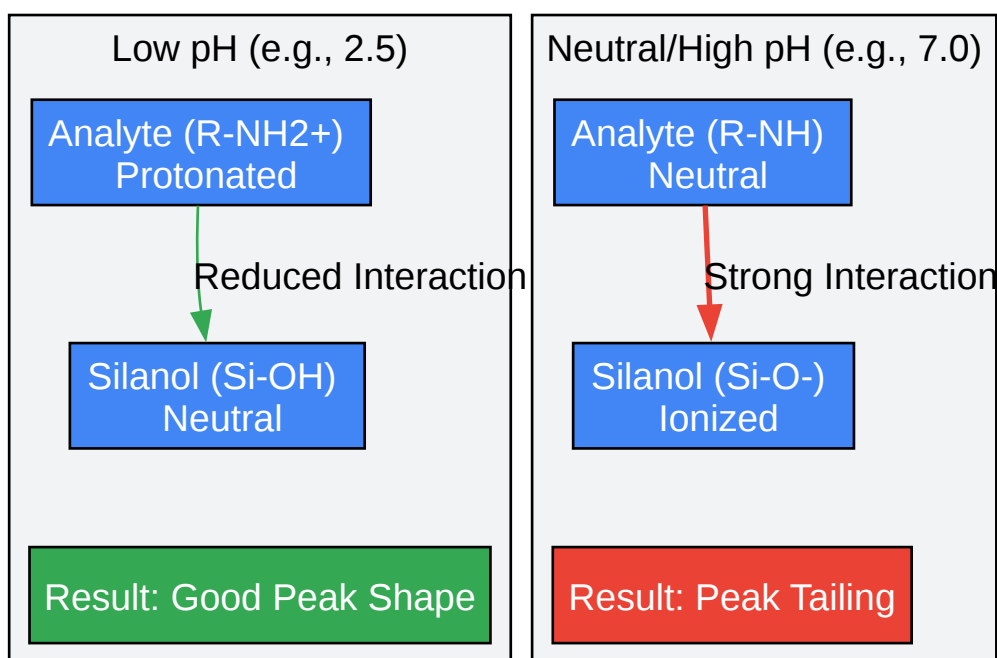 Low pH (e.g., 2.5)
Analyte (R-NH2+)
Protonated
Reduced Interaction
Silanol (Si-OH)
Neutral
Result: Good Peak Shape
Neutral/High pH (e.g., 7.0)
Analyte (R-NH)
Neutral
Strong Interaction
Silanol (Si-O-)
Ionized
Result: Peak Tailing